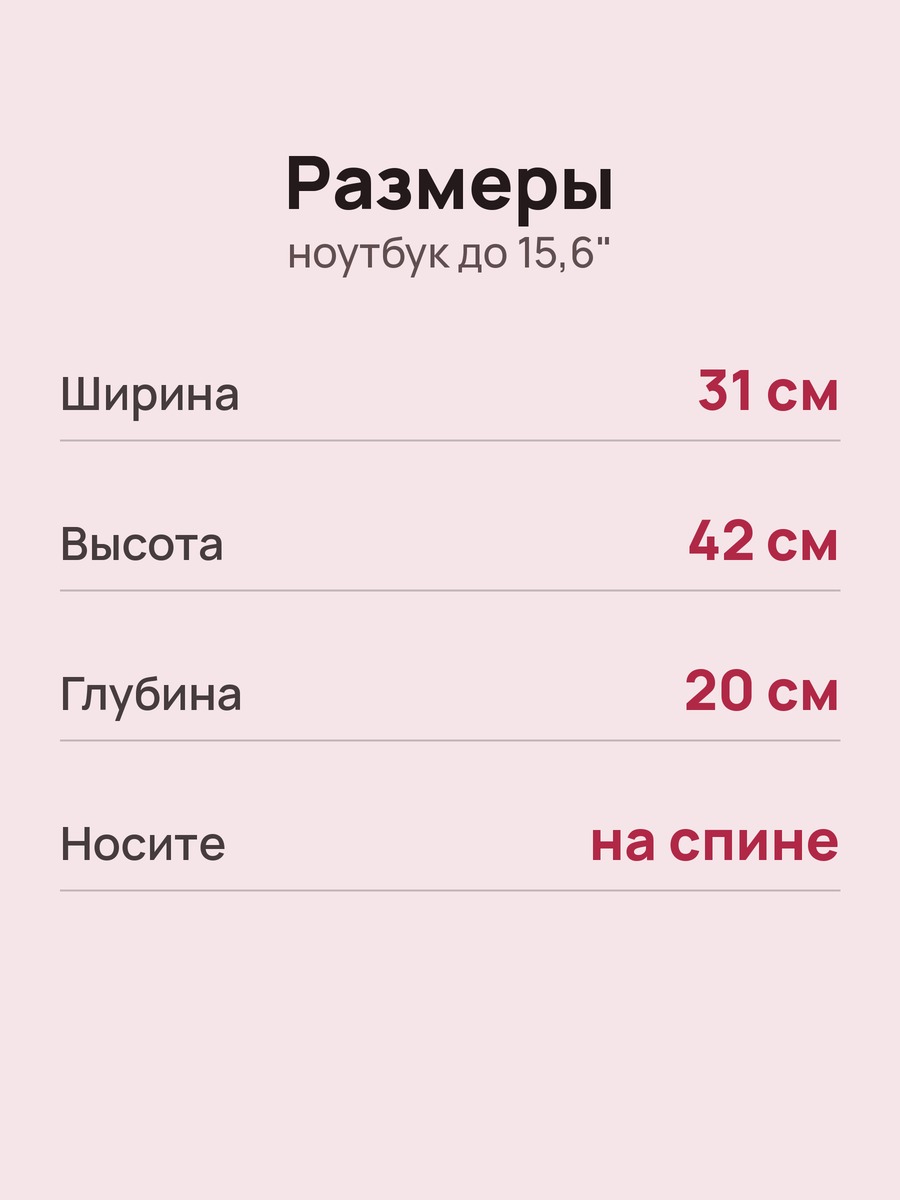 Размеры
ноутбук до 15,6"
Ширина 31 см
Высота 42 см
Глубина 20 см
Носите на спине